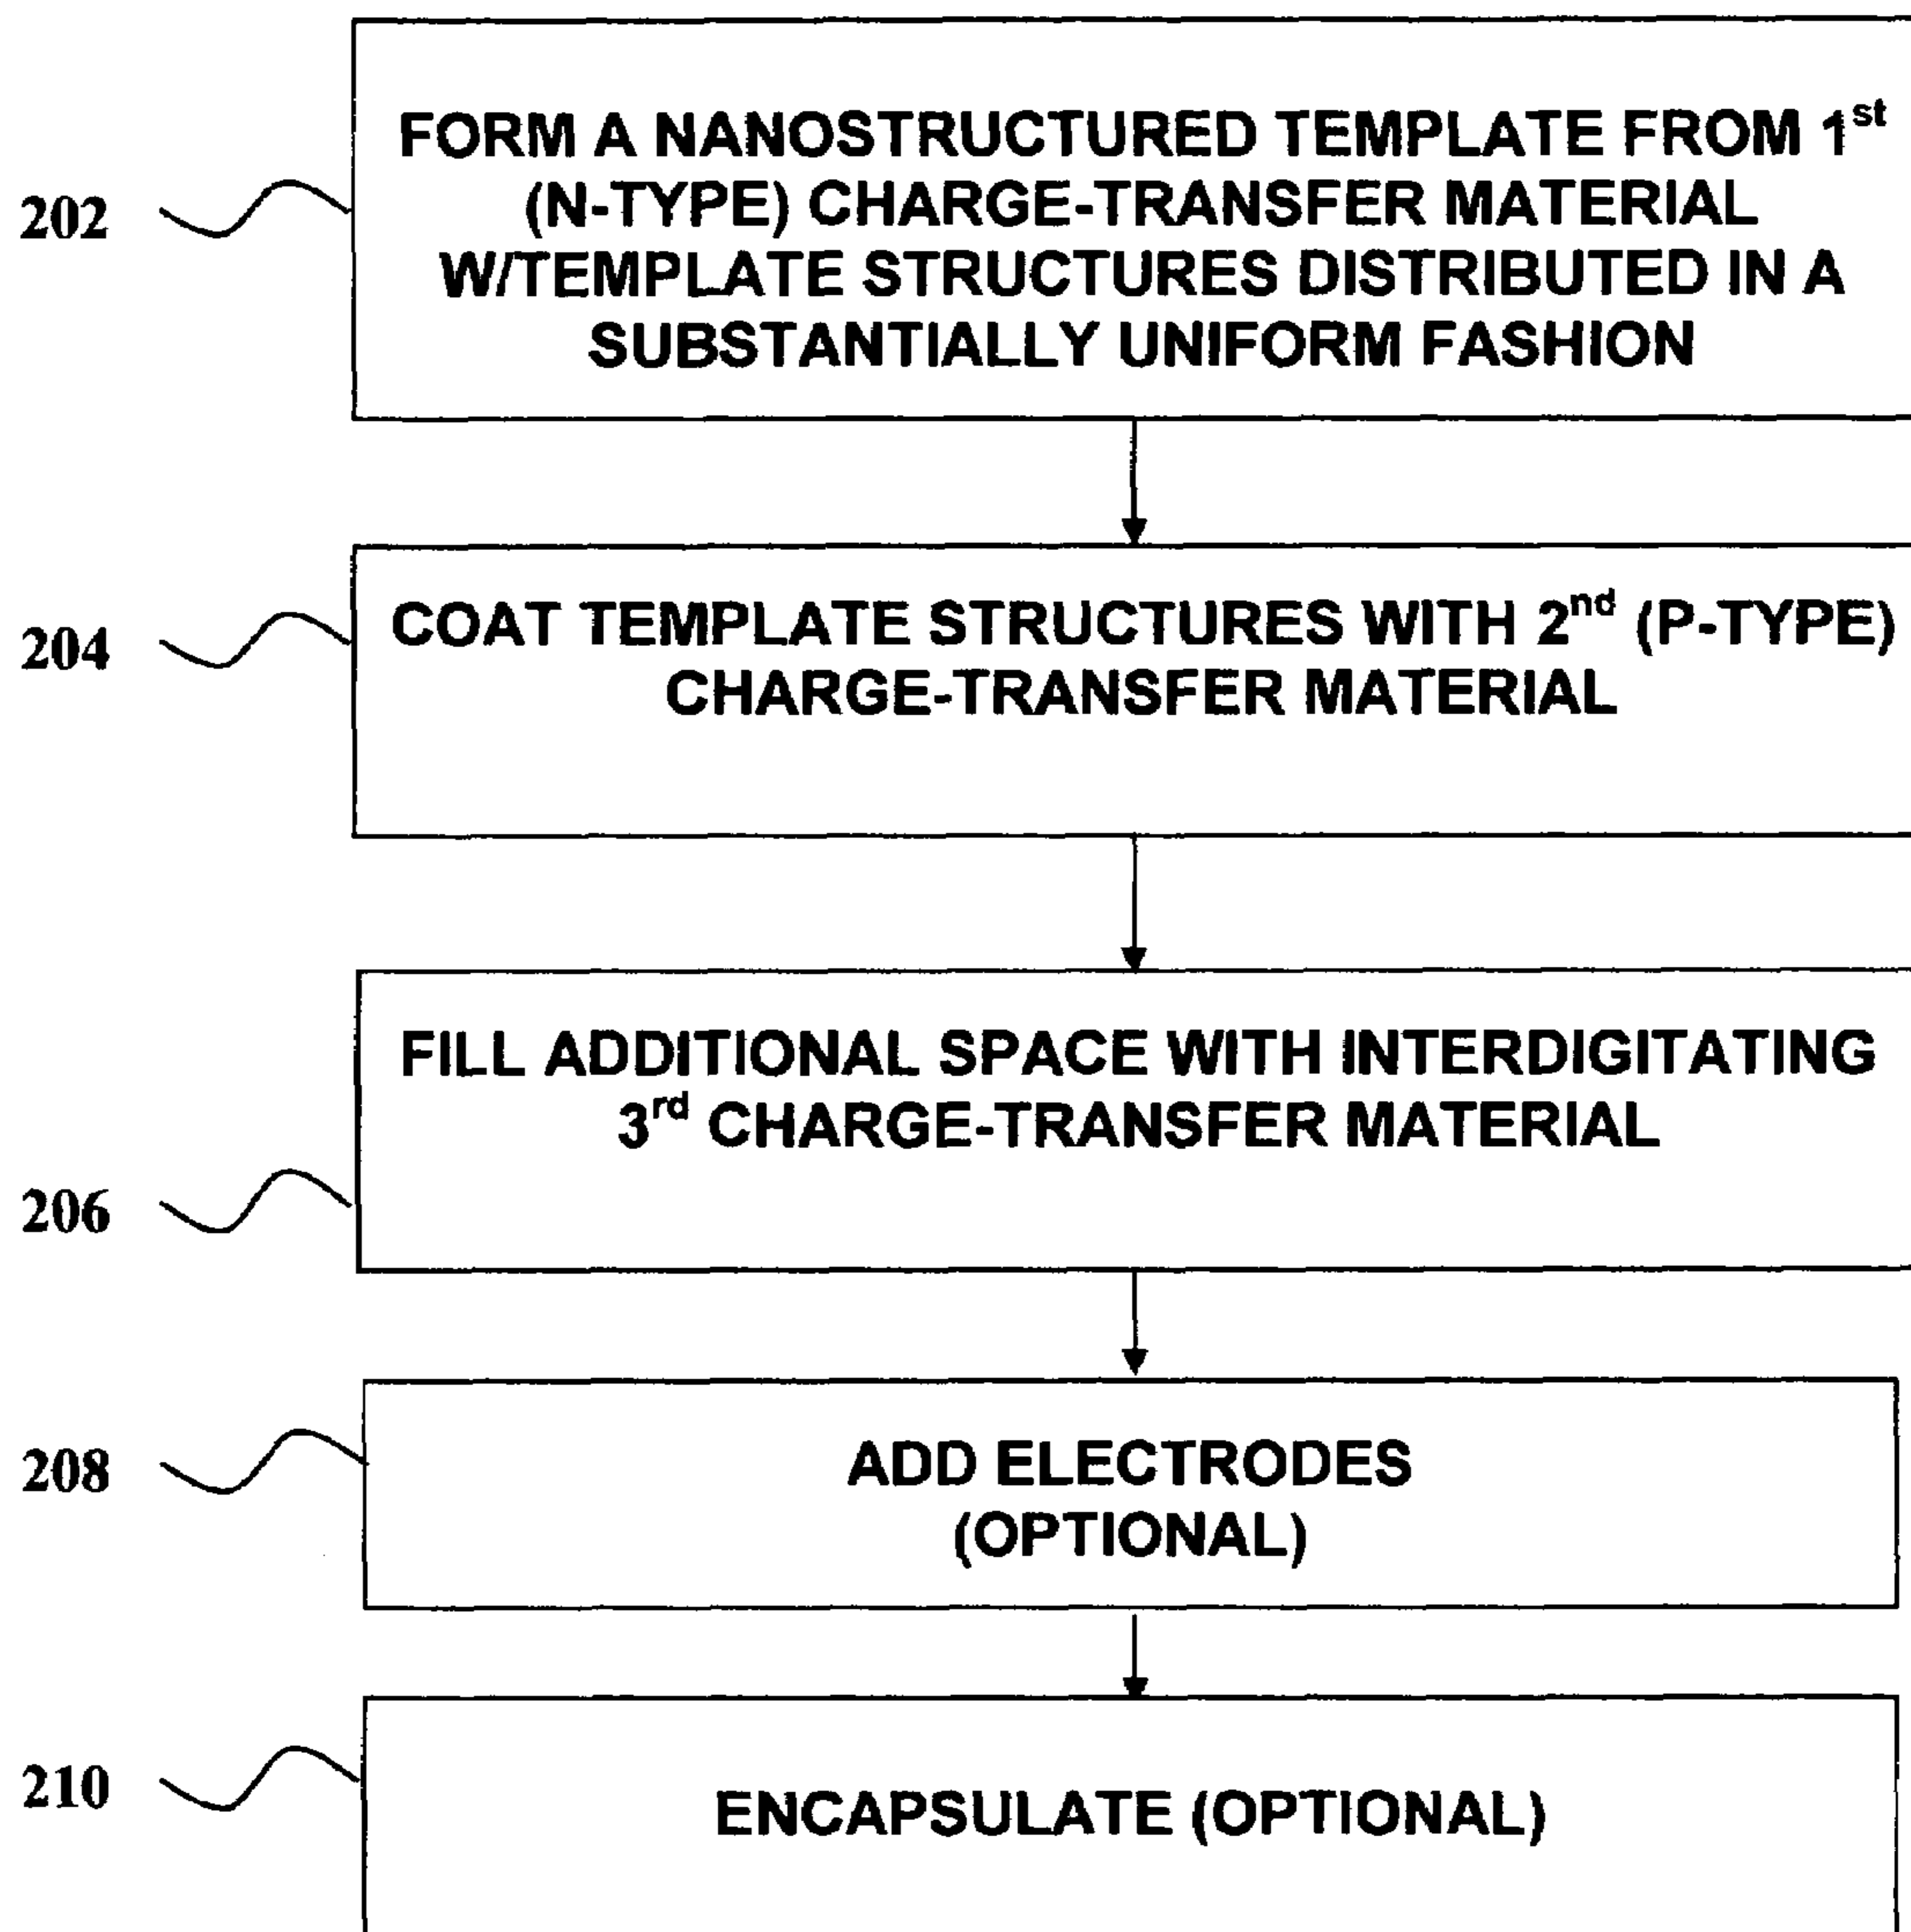 FORM A NANOSTRUCTURED TEMPLATE FROM 1st
(N-TYPE) CHARGE-TRANSFER MATERIAL
W/TEMPLATE STRUCTURES DISTRIBUTED IN A
SUBSTANTIALLY UNIFORM FASHION
202
COAT TEMPLATE STRUCTURES WITH 2nd (P-TYPE)
CHARGE-TRANSFER MATERIAL
204
FILL ADDITIONAL SPACE WITH INTERDIGITATING
3rd CHARGE-TRANSFER MATERIAL
206
ADD ELECTRODES
(OPTIONAL)
208
ENCAPSULATE (OPTIONAL)
210